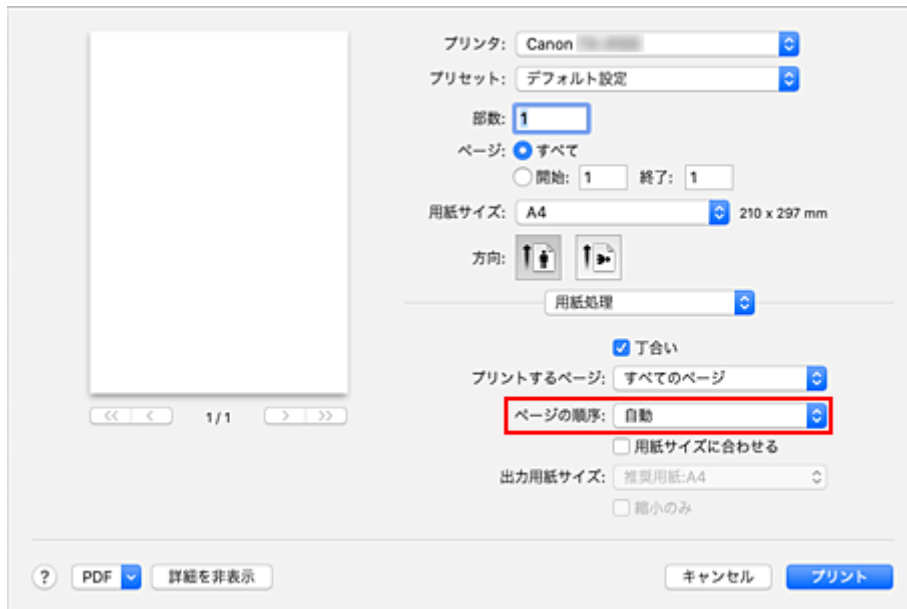 プリンタ: Canon
プリセット: デフォルト設定
部数: 1
ページ: すべて
開始: 1 終了: 1
用紙サイズ: A4 210 x 297 mm
方向:
用紙処理
丁合い
プリントするページ: すべてのページ
ページの順序: 自動
用紙サイズに合わせる
出力用紙サイズ: 推奨用紙:A4
縮小のみ
<< < 1/1 > >>
? PDF 詳細を非表示 キャンセル プリント